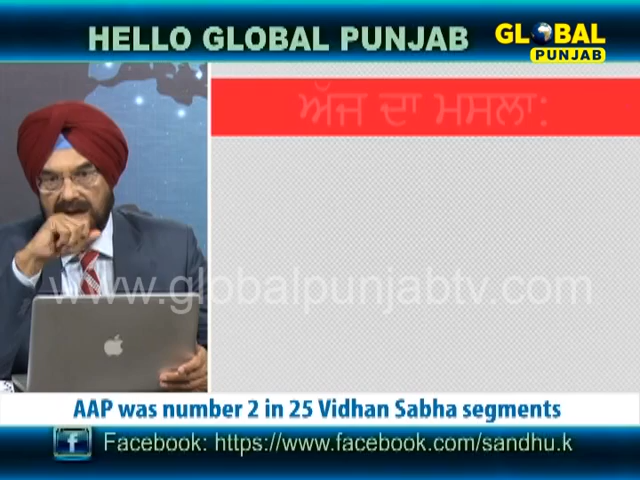 HELLO GLOBAL PUNJAB
GLOBAL
PUNJAB
ਅੱਜ ਦਾ ਮਸਲਾ:
www.globalpunjabtv.com
AAP was number 2 in 25 Vidhan Sabha segments
f Facebook: https://www.facebook.com/sandhu.k